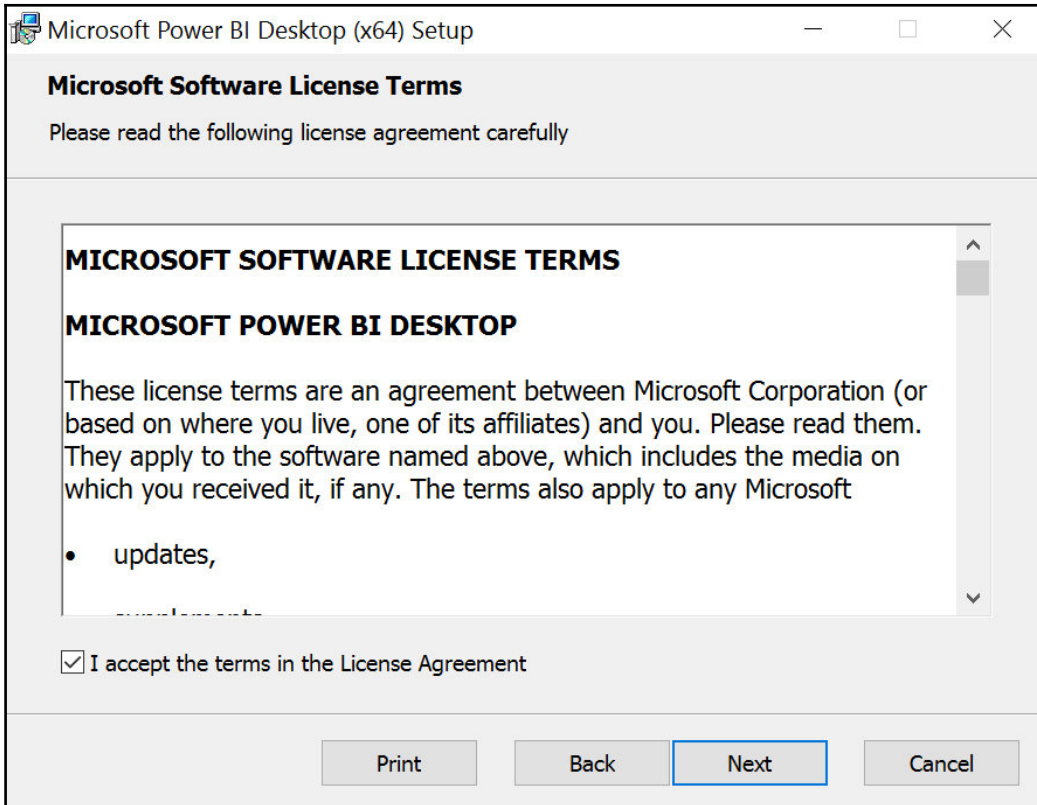 Microsoft Power BI Desktop (x64) Setup
Microsoft Software License Terms
Please read the following license agreement carefully
MICROSOFT SOFTWARE LICENSE TERMS
MICROSOFT POWER BI DESKTOP
These license terms are an agreement between Microsoft Corporation (or
based on where you live, one of its affiliates) and you. Please read them.
They apply to the software named above, which includes the media on
which you received it, if any. The terms also apply to any Microsoft
• updates,
I accept the terms in the License Agreement
Print Back Next Cancel